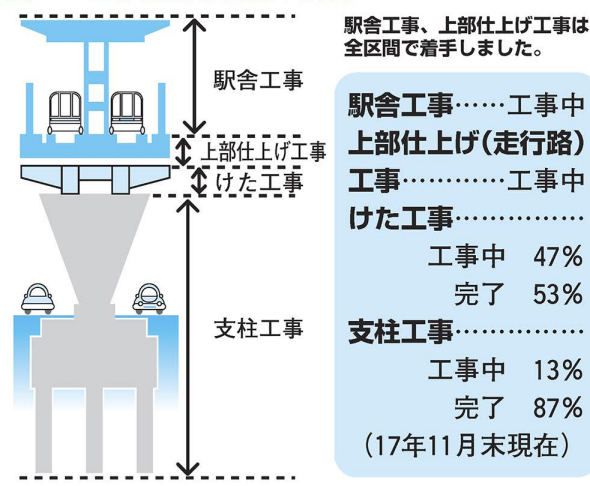 駅舎工事、上部仕上げ工事は
全区間で着手しました。
駅舎工事
上部仕上げ工事
けた工事
支柱工事
駅舎工事……工事中
上部仕上げ(走行路)
工事…………工事中
けた工事……………
工事中 47%
完了 53%
支柱工事……………
工事中 13%
完了 87%
(17年11月末現在)